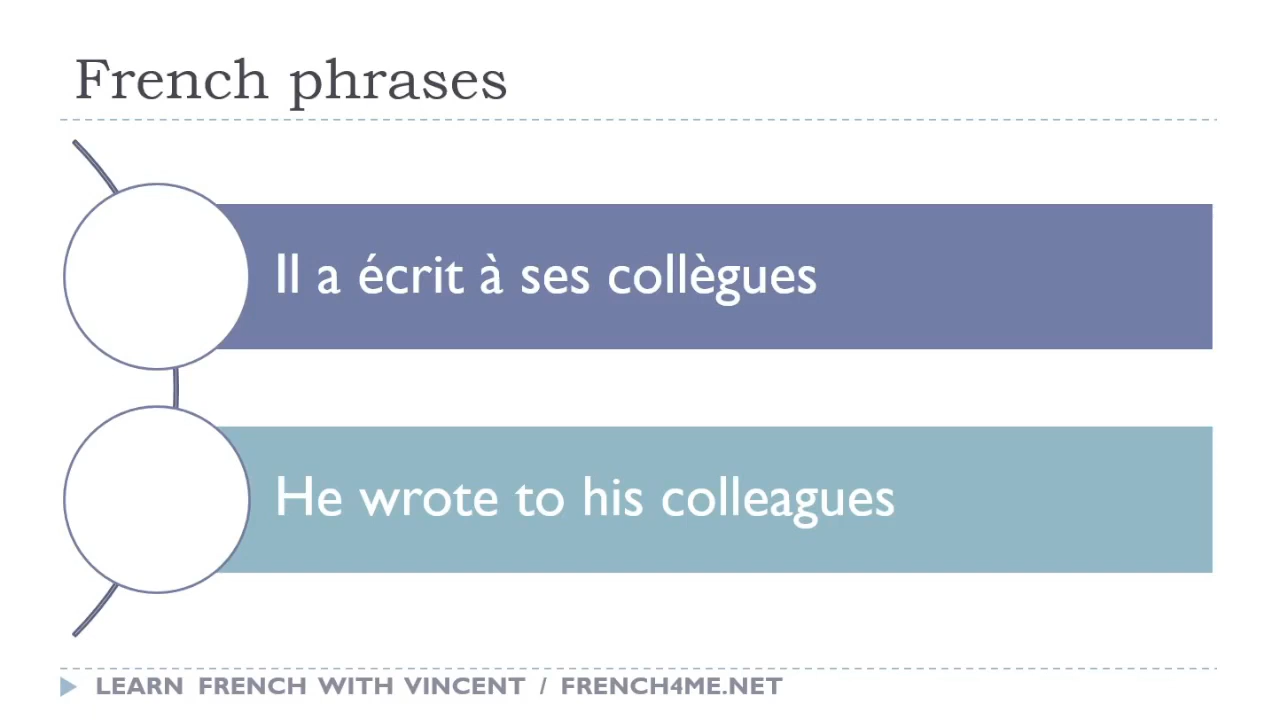 French phrases
Il a écrit à ses collègues
He wrote to his colleagues
LEARN FRENCH WITH VINCENT / FRENCH4ME.NET